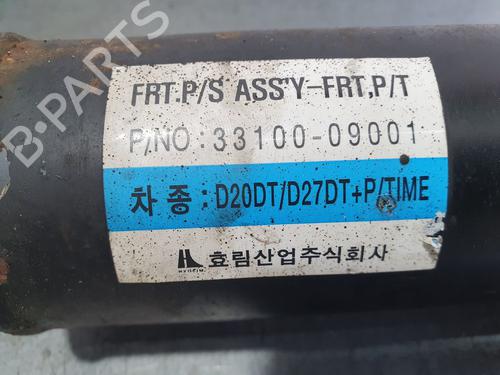 FRT.P/S ASS'Y-FRT,P/T
P/NO : 33100-09001
차 종 : D20DT/D27DT+P/TIME
효림산업주식회사
B-PARTS